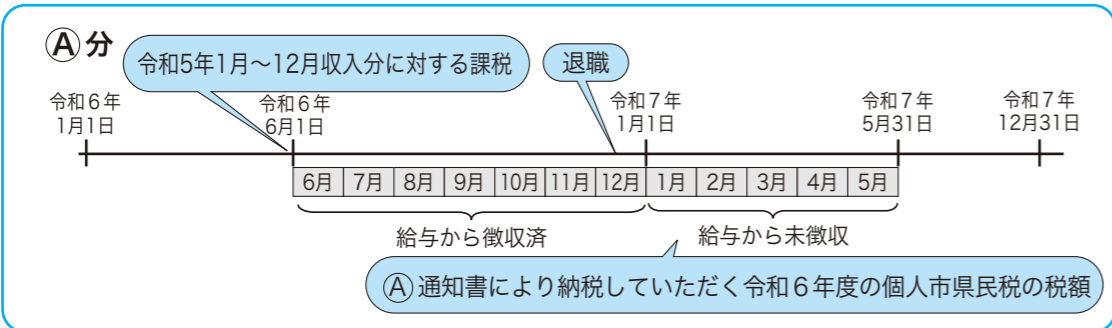 Ⓐ分
令和5年1月～12月収入分に対する課税
退職
令和６年
1月1日
令和６年
6月1日
令和７年
1月1日
令和７年
5月31日
令和７年
12月31日
6月 7月 8月 9月 10月 11月 12月 1月 2月 3月 4月 5月
給与から徴収済
給与から未徴収
Ⓐ通知書により納税していただく令和６年度の個人市県民税の税額